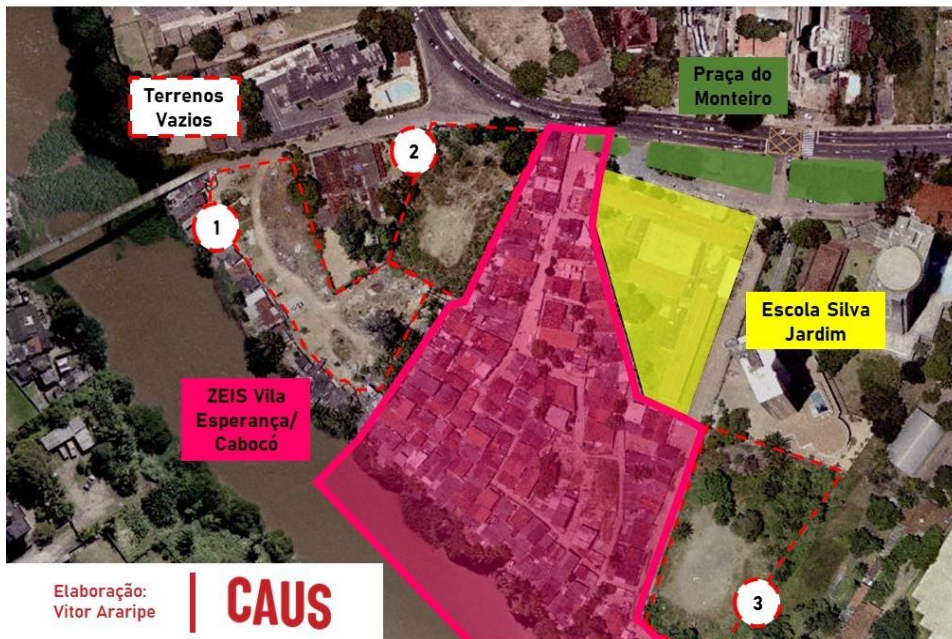 Terrenos
Vazios
Praça do
Monteiro
2
1
Escola Silva
Jardim
ZEIS Vila
Esperança/
Cabocó
3
Elaboração:
Vitor Araripe
CAUS